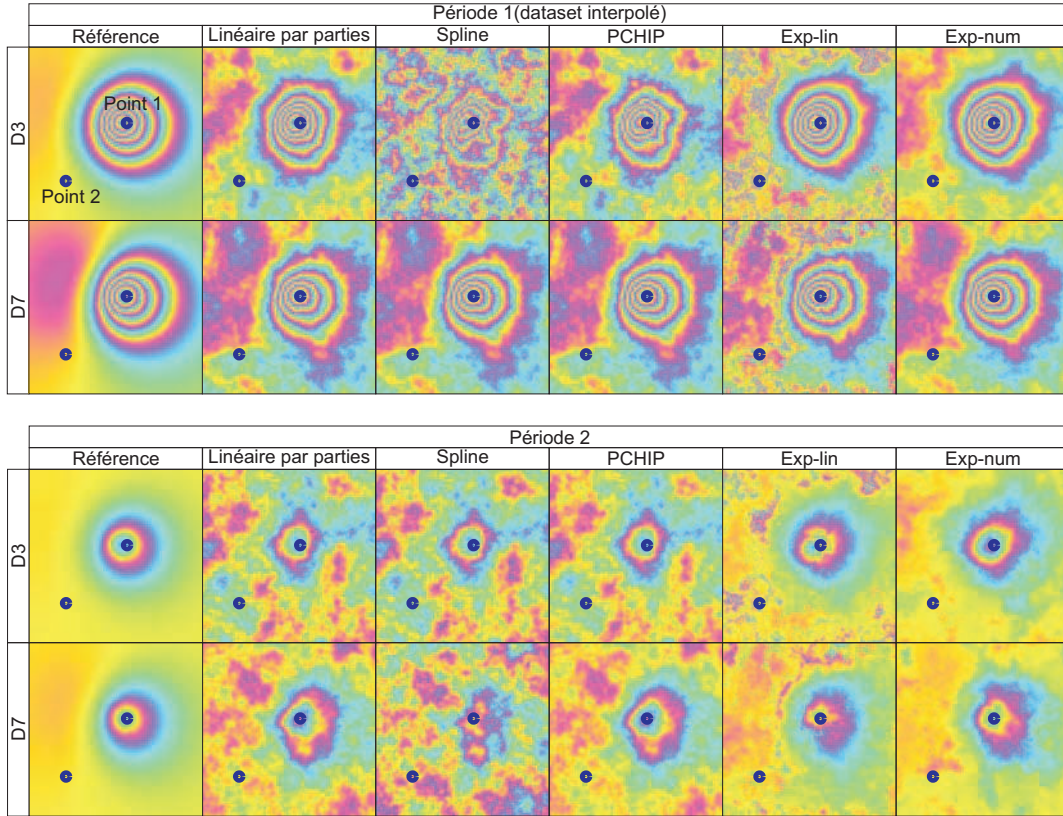 Période 1(dataset interpolé)
Référence Linéaire par parties Spline PCHIP Exp-lin Exp-num
D3
Point 1
Point 2
D7
Période 2
Référence Linéaire par parties Spline PCHIP Exp-lin Exp-num
D3
D7